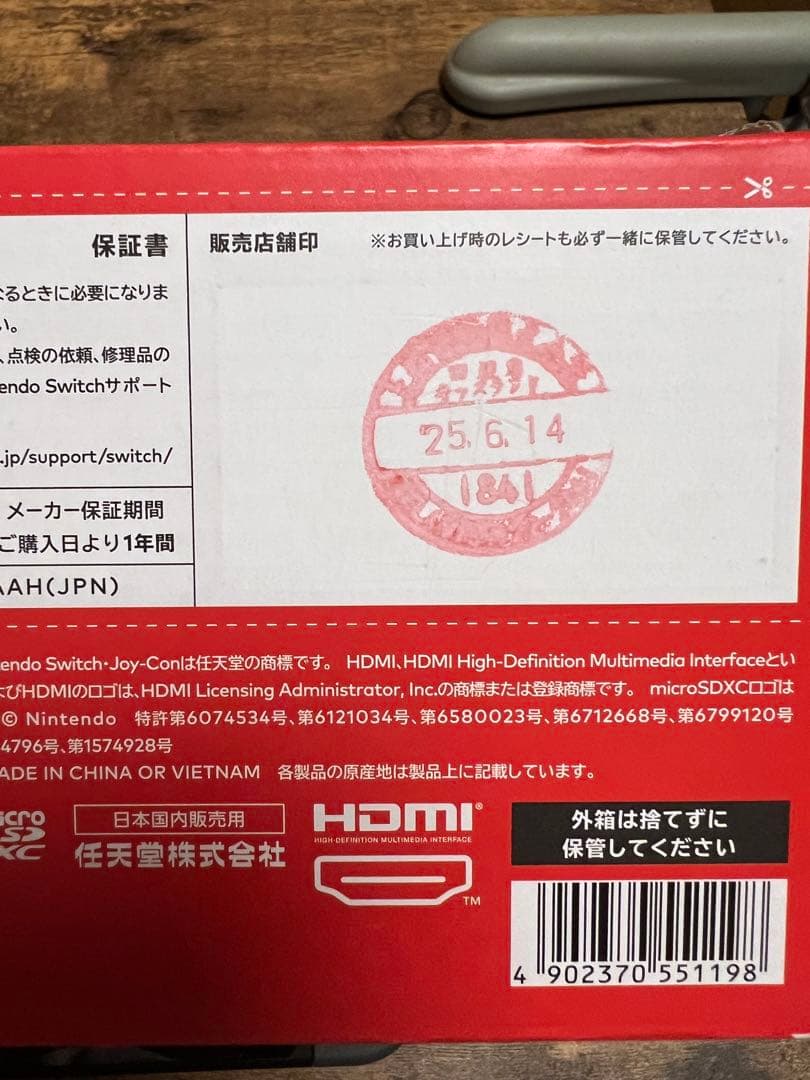 保証書
なるときに必要になりま
い。
、点検の依頼、修理品の
endo Switchサポート
.jp/support/switch/
メーカー保証期間
ご購入日より1年間
AAH(JPN)
販売店舗印
※お買い上げ時のレシートも必ず一緒に保管してください。
'25.6.14
1841
tendo Switch・Joy-Conは任天堂の商標です。 HDMI、HDMI High-Definition Multimedia Interfaceとい
よびHDMIのロゴは、HDMI Licensing Administrator, Inc.の商標または登録商標です。 microSDXCロゴは
© Nintendo 特許第6074534号、第6121034号、第6580023号、第6712668号、第6799120号
4796号、第1574928号
MADE IN CHINA OR VIETNAM 各製品の原産地は製品上に記載しています。
micro
SD
XC
日本国内販売用
任天堂株式会社
HDMI®
HIGH-DEFINITION MULTIMEDIA INTERFACE
TM
外箱は捨てずに
保管してください
4 902370 551198